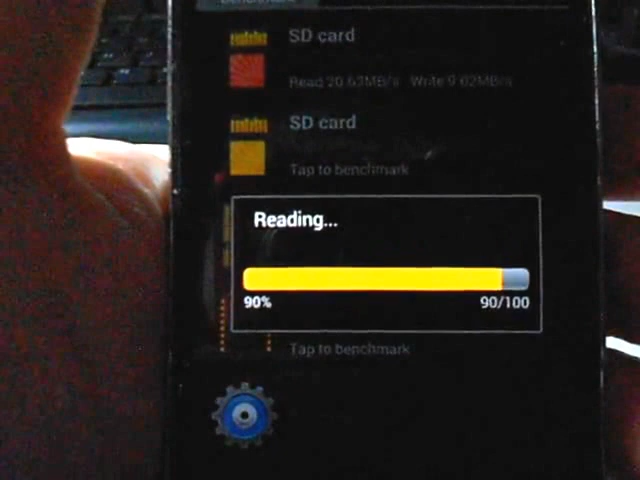 SD card
Read 20.63MB/s Write 9.02MB/s
SD card
Tap to benchmark
Reading...
90% 90/100
Tap to benchmark